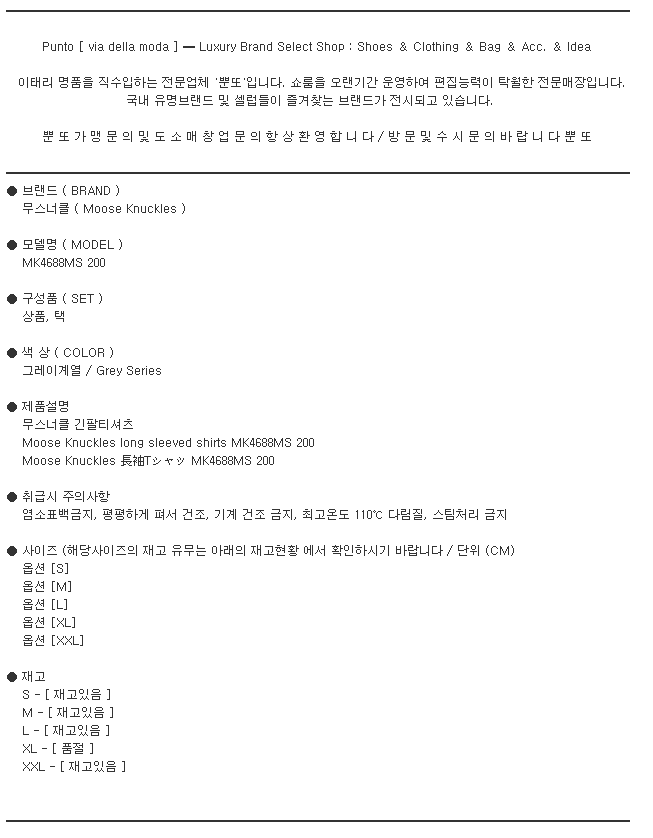 Punto [ via della moda ] ━ Luxury Brand Select Shop : Shoes & Clothing & Bag & Acc. & Idea
이태리 명품을 직수입하는 전문업체 '뿐또'입니다. 쇼룸을 오랜기간 운영하여 편집능력이 탁월한 전문매장입니다.
국내 유명브랜드 및 셀럽들이 즐겨찾는 브랜드가 전시되고 있습니다.
뿐 또 가 맹 문 의 및 도 소 매 창 업 문 의 항 상 환 영 합 니 다 / 방 문 및 수 시 문 의 바 랍 니 다 뿐 또
● 브랜드 ( BRAND )
무스너클 ( Moose Knuckles )
● 모델명 ( MODEL )
MK4688MS 200
● 구성품 ( SET )
상품, 택
● 색 상 ( COLOR )
그레이계열 / Grey Series
● 제품설명
무스너클 긴팔티셔츠
Moose Knuckles long sleeved shirts MK4688MS 200
Moose Knuckles 長袖Tシャツ MK4688MS 200
● 취급시 주의사항
염소표백금지, 평평하게 펴서 건조, 기계 건조 금지, 최고온도 110℃ 다림질, 스팀처리 금지
● 사이즈 (해당사이즈의 재고 유무는 아래의 재고현황 에서 확인하시기 바랍니다 / 단위 (CM)
옵션 [S]
옵션 [M]
옵션 [L]
옵션 [XL]
옵션 [XXL]
● 재고
S - [ 재고있음 ]
M - [ 재고있음 ]
L - [ 재고있음 ]
XL - [ 품절 ]
XXL - [ 재고있음 ]